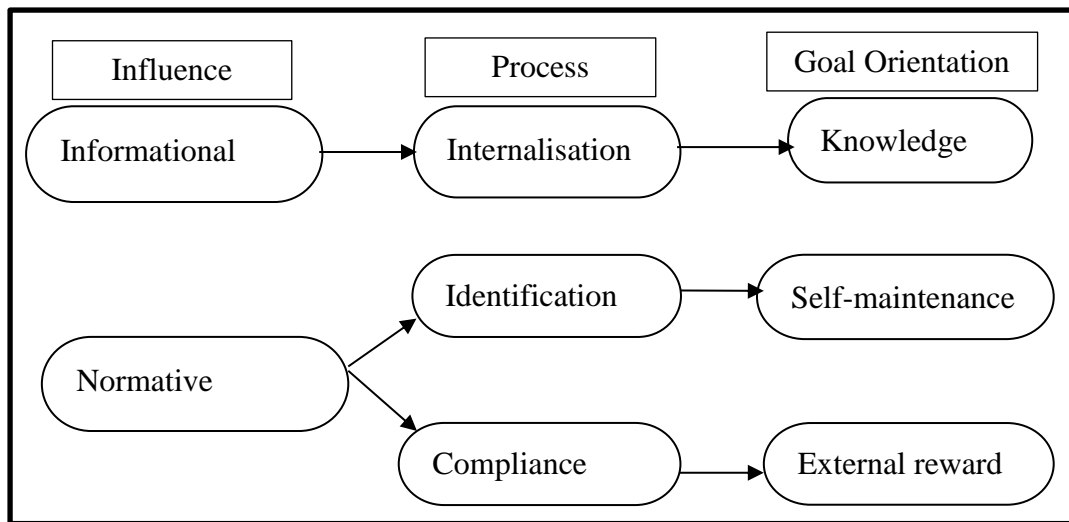 Influence
Process
Goal Orientation
Informational
Internalisation
Knowledge
Identification
Self-maintenance
Normative
Compliance
External reward